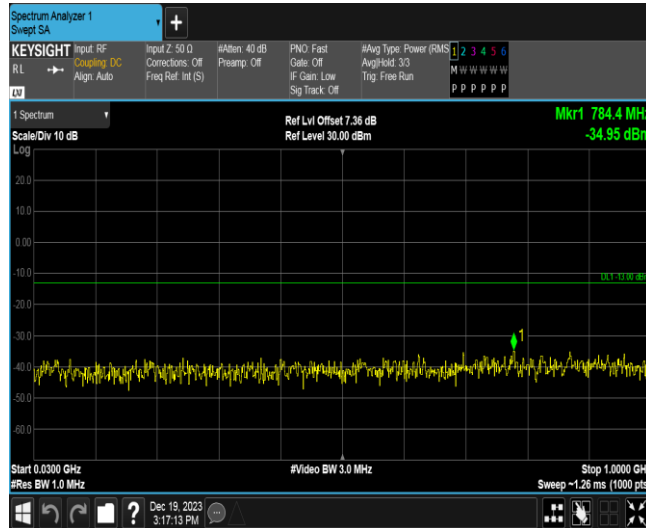 Spectrum Analyzer 1
Swept SA
+
KEYSIGHT Input: RF Input Z: 50 Ω #Atten: 40 dB PNO: Fast #Avg Type: Power (RMS 1 2 3 4 5 6
RL Coupling: DC Corrections: Off Preamp: Off Gate: Off Avg|Hold: 3/3 M W W W W W
Align: Auto Freq Ref: Int (S) IF Gain: Low Trig: Free Run
Sig Track: Off P P P P P P
LXI
1 Spectrum
Ref Lvl Offset 7.36 dB Mkr1 784.4 MHz
Scale/Div 10 dB Ref Level 30.00 dBm -34.95 dBm
Log
20.0
10.0
0.00
-10.0
DL1 -13.00 dBm
-20.0
-30.0
1
-40.0
-50.0
-60.0
Start 0.0300 GHz #Video BW 3.0 MHz Stop 1.0000 GH
#Res BW 1.0 MHz Sweep ~1.26 ms (1000 pts
? Dec 19, 2023
3:17:13 PM